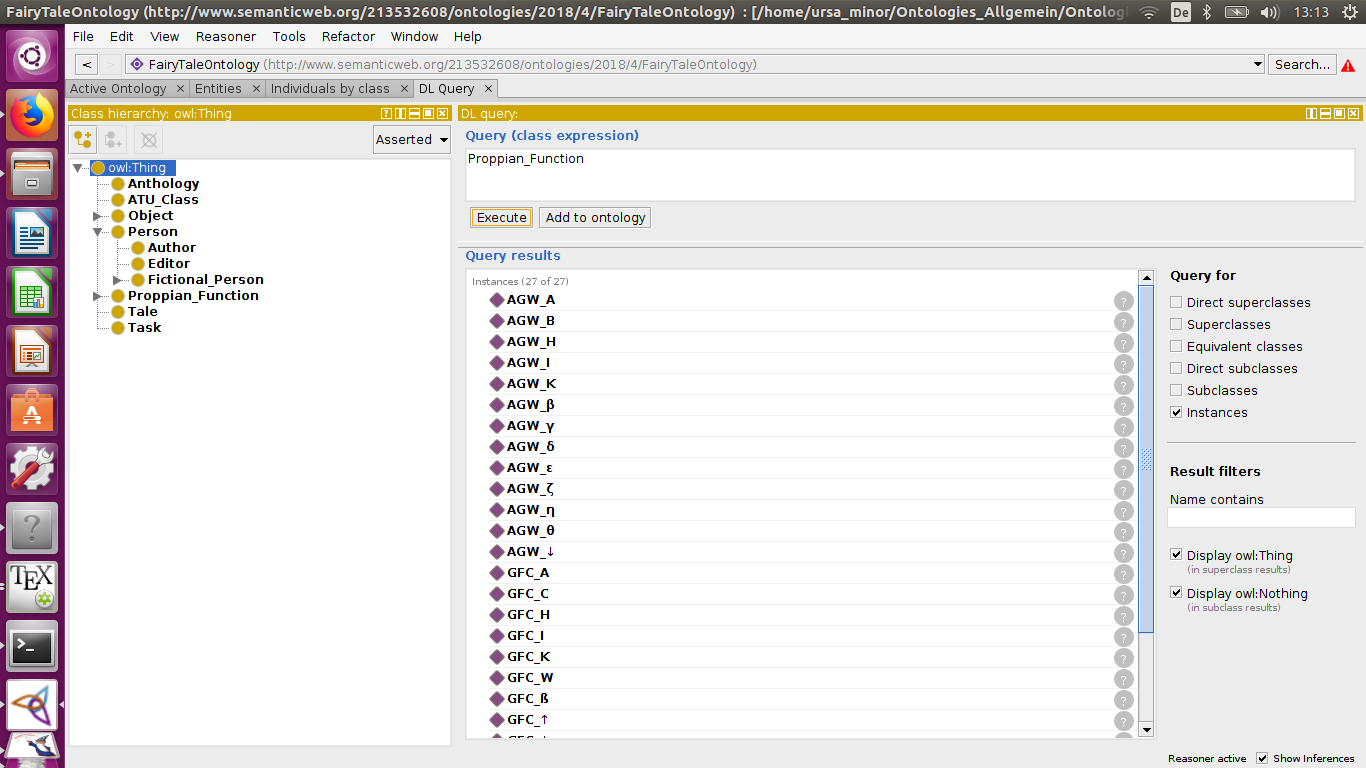 FairyTaleOntology (http://www.semanticweb.org/213532608/ontologies/2018/4/FairyTaleOntology) : [/home/ursa_minor/Ontologies_Allgemein/Ontologi
De
13:13
File Edit View Reasoner Tools Refactor Window Help
< > FairyTaleOntology (http://www.semanticweb.org/213532608/ontologies/2018/4/FairyTaleOntology) Search...
Active Ontology × Entities × Individuals by class × DL Query ×
Class hierarchy: owl:Thing
Asserted
owl:Thing
Anthology
ATU_Class
Object
Person
Author
Editor
Fictional_Person
Proppian_Function
Tale
Task
DL query:
Query (class expression)
Proppian_Function
Execute Add to ontology
Query results
Instances (27 of 27)
AGW_A
AGW_B
AGW_H
AGW_I
AGW_K
AGW_β
AGW_γ
AGW_δ
AGW_ε
AGW_ζ
AGW_η
AGW_θ
AGW_↓
GFC_A
GFC_C
GFC_H
GFC_I
GFC_K
GFC_W
GFC_ß
GFC_↑
Query for
Direct superclasses
Superclasses
Equivalent classes
Direct subclasses
Subclasses
Instances
Result filters
Name contains
Display owl:Thing
(in superclass results)
Display owl:Nothing
(in subclass results)
Reasoner active Show Inferences
TEX
>_